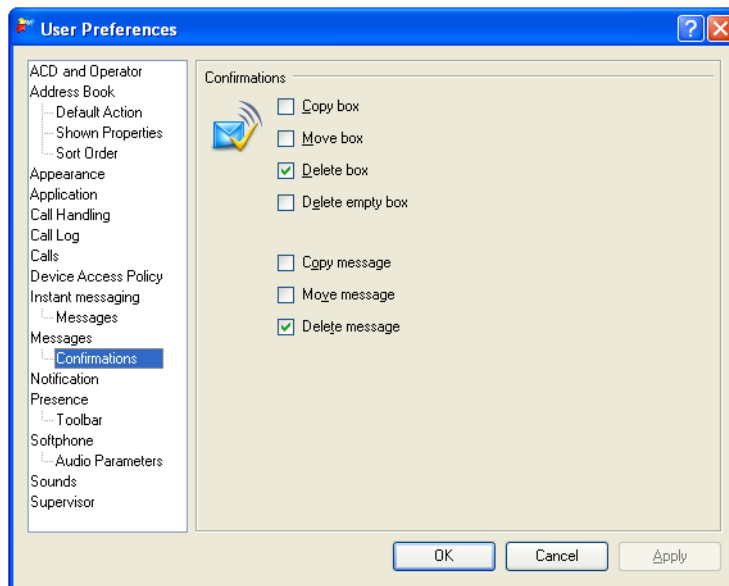 User Preferences
ACD and Operator
Address Book
Default Action
Shown Properties
Sort Order
Appearance
Application
Call Handling
Call Log
Calls
Device Access Policy
Instant messaging
Messages
Messages
Confirmations
Notification
Presence
Toolbar
Softphone
Audio Parameters
Sounds
Supervisor
Confirmations
Copy box
Move box
Delete box
Delete empty box
Copy message
Move message
Delete message
OK
Cancel
Apply